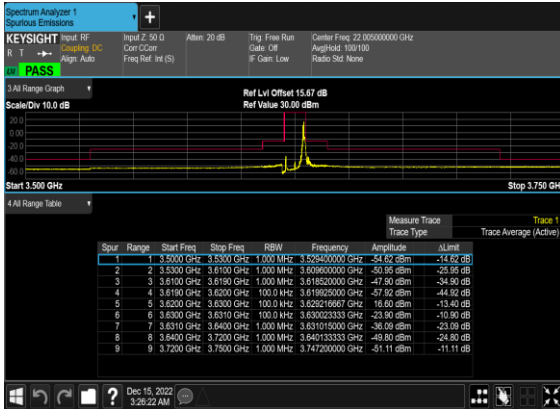 Spectrum Analyzer 1
Spurious Emissions
+
KEYSIGHT Input: RF Input Z: 50 Ω Atten: 20 dB Trig: Free Run Center Freq: 22.005000000 GHz
R T Coupling: DC Corr CCorr Gate: Off Avg|Hold: 100/100
Align: Auto Freq Ref: Int (S) IF Gain: Low Radio Std: None
PASS
3 All Range Graph Ref Lvl Offset 15.67 dB
Scale/Div 10.0 dB Ref Value 30.00 dBm
20.0
0.00
-20.0
-40.0
-60.0
Start 3.500 GHz Stop 3.750 GH
4 All Range Table
Measure Trace Trace 1
Trace Type Trace Average (Active)
Spur Range Start Freq Stop Freq RBW Frequency Amplitude ΔLimit
1 1 3.5000 GHz 3.5300 GHz 1.000 MHz 3.529400000 GHz -54.62 dBm -14.62 dB
2 2 3.5300 GHz 3.6100 GHz 1.000 MHz 3.609600000 GHz -50.95 dBm -25.95 dB
3 3 3.6100 GHz 3.6190 GHz 1.000 MHz 3.618520000 GHz -47.90 dBm -34.90 dB
4 4 3.6190 GHz 3.6200 GHz 100.0 kHz 3.619925000 GHz -57.92 dBm -44.92 dB
5 5 3.6200 GHz 3.6300 GHz 100.0 kHz 3.629216667 GHz 16.60 dBm -13.40 dB
6 6 3.6300 GHz 3.6310 GHz 100.0 kHz 3.630023333 GHz -23.90 dBm -10.90 dB
7 7 3.6310 GHz 3.6400 GHz 1.000 MHz 3.631015000 GHz -36.09 dBm -23.09 dB
8 8 3.6400 GHz 3.7200 GHz 1.000 MHz 3.640133333 GHz -49.80 dBm -24.80 dB
9 9 3.7200 GHz 3.7500 GHz 1.000 MHz 3.747200000 GHz -51.11 dBm -11.11 dB
? Dec 15, 2022
3:26:22 AM